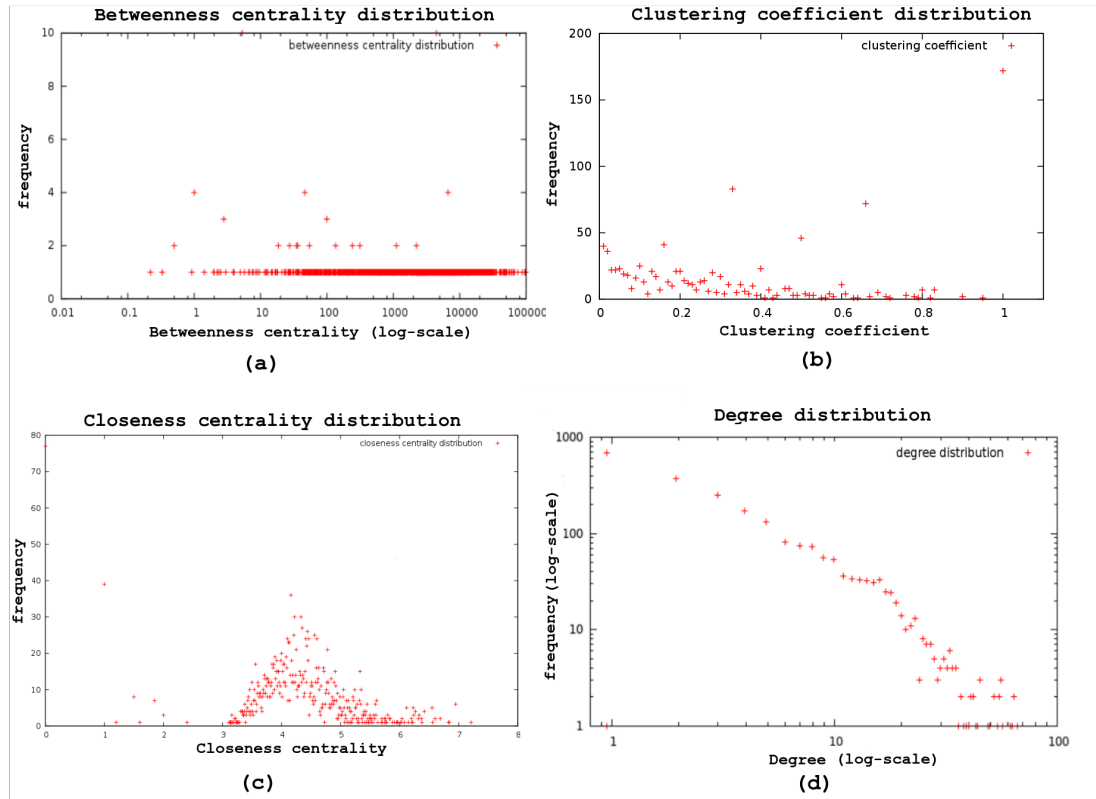 Betweenness centrality distribution
betweenness centrality distribution
10
8
6
4
2
0
frequency
0.01 0.1 1 10 100 1000 10000 100000
Betweenness centrality (log-scale)
(a)
Clustering coefficient distribution
clustering coefficient
200
150
100
50
0
frequency
0 0.2 0.4 0.6 0.8 1
Clustering coefficient
(b)
Closeness centrality distribution
closeness centrality distribution
80
70
60
50
40
30
20
10
0
frequency
0 1 2 3 4 5 6 7 8
Closeness centrality
(c)
Degree distribution
degree distribution
1000
100
10
1
frequency(log-scale)
1 10 100
Degree (log-scale)
(d)